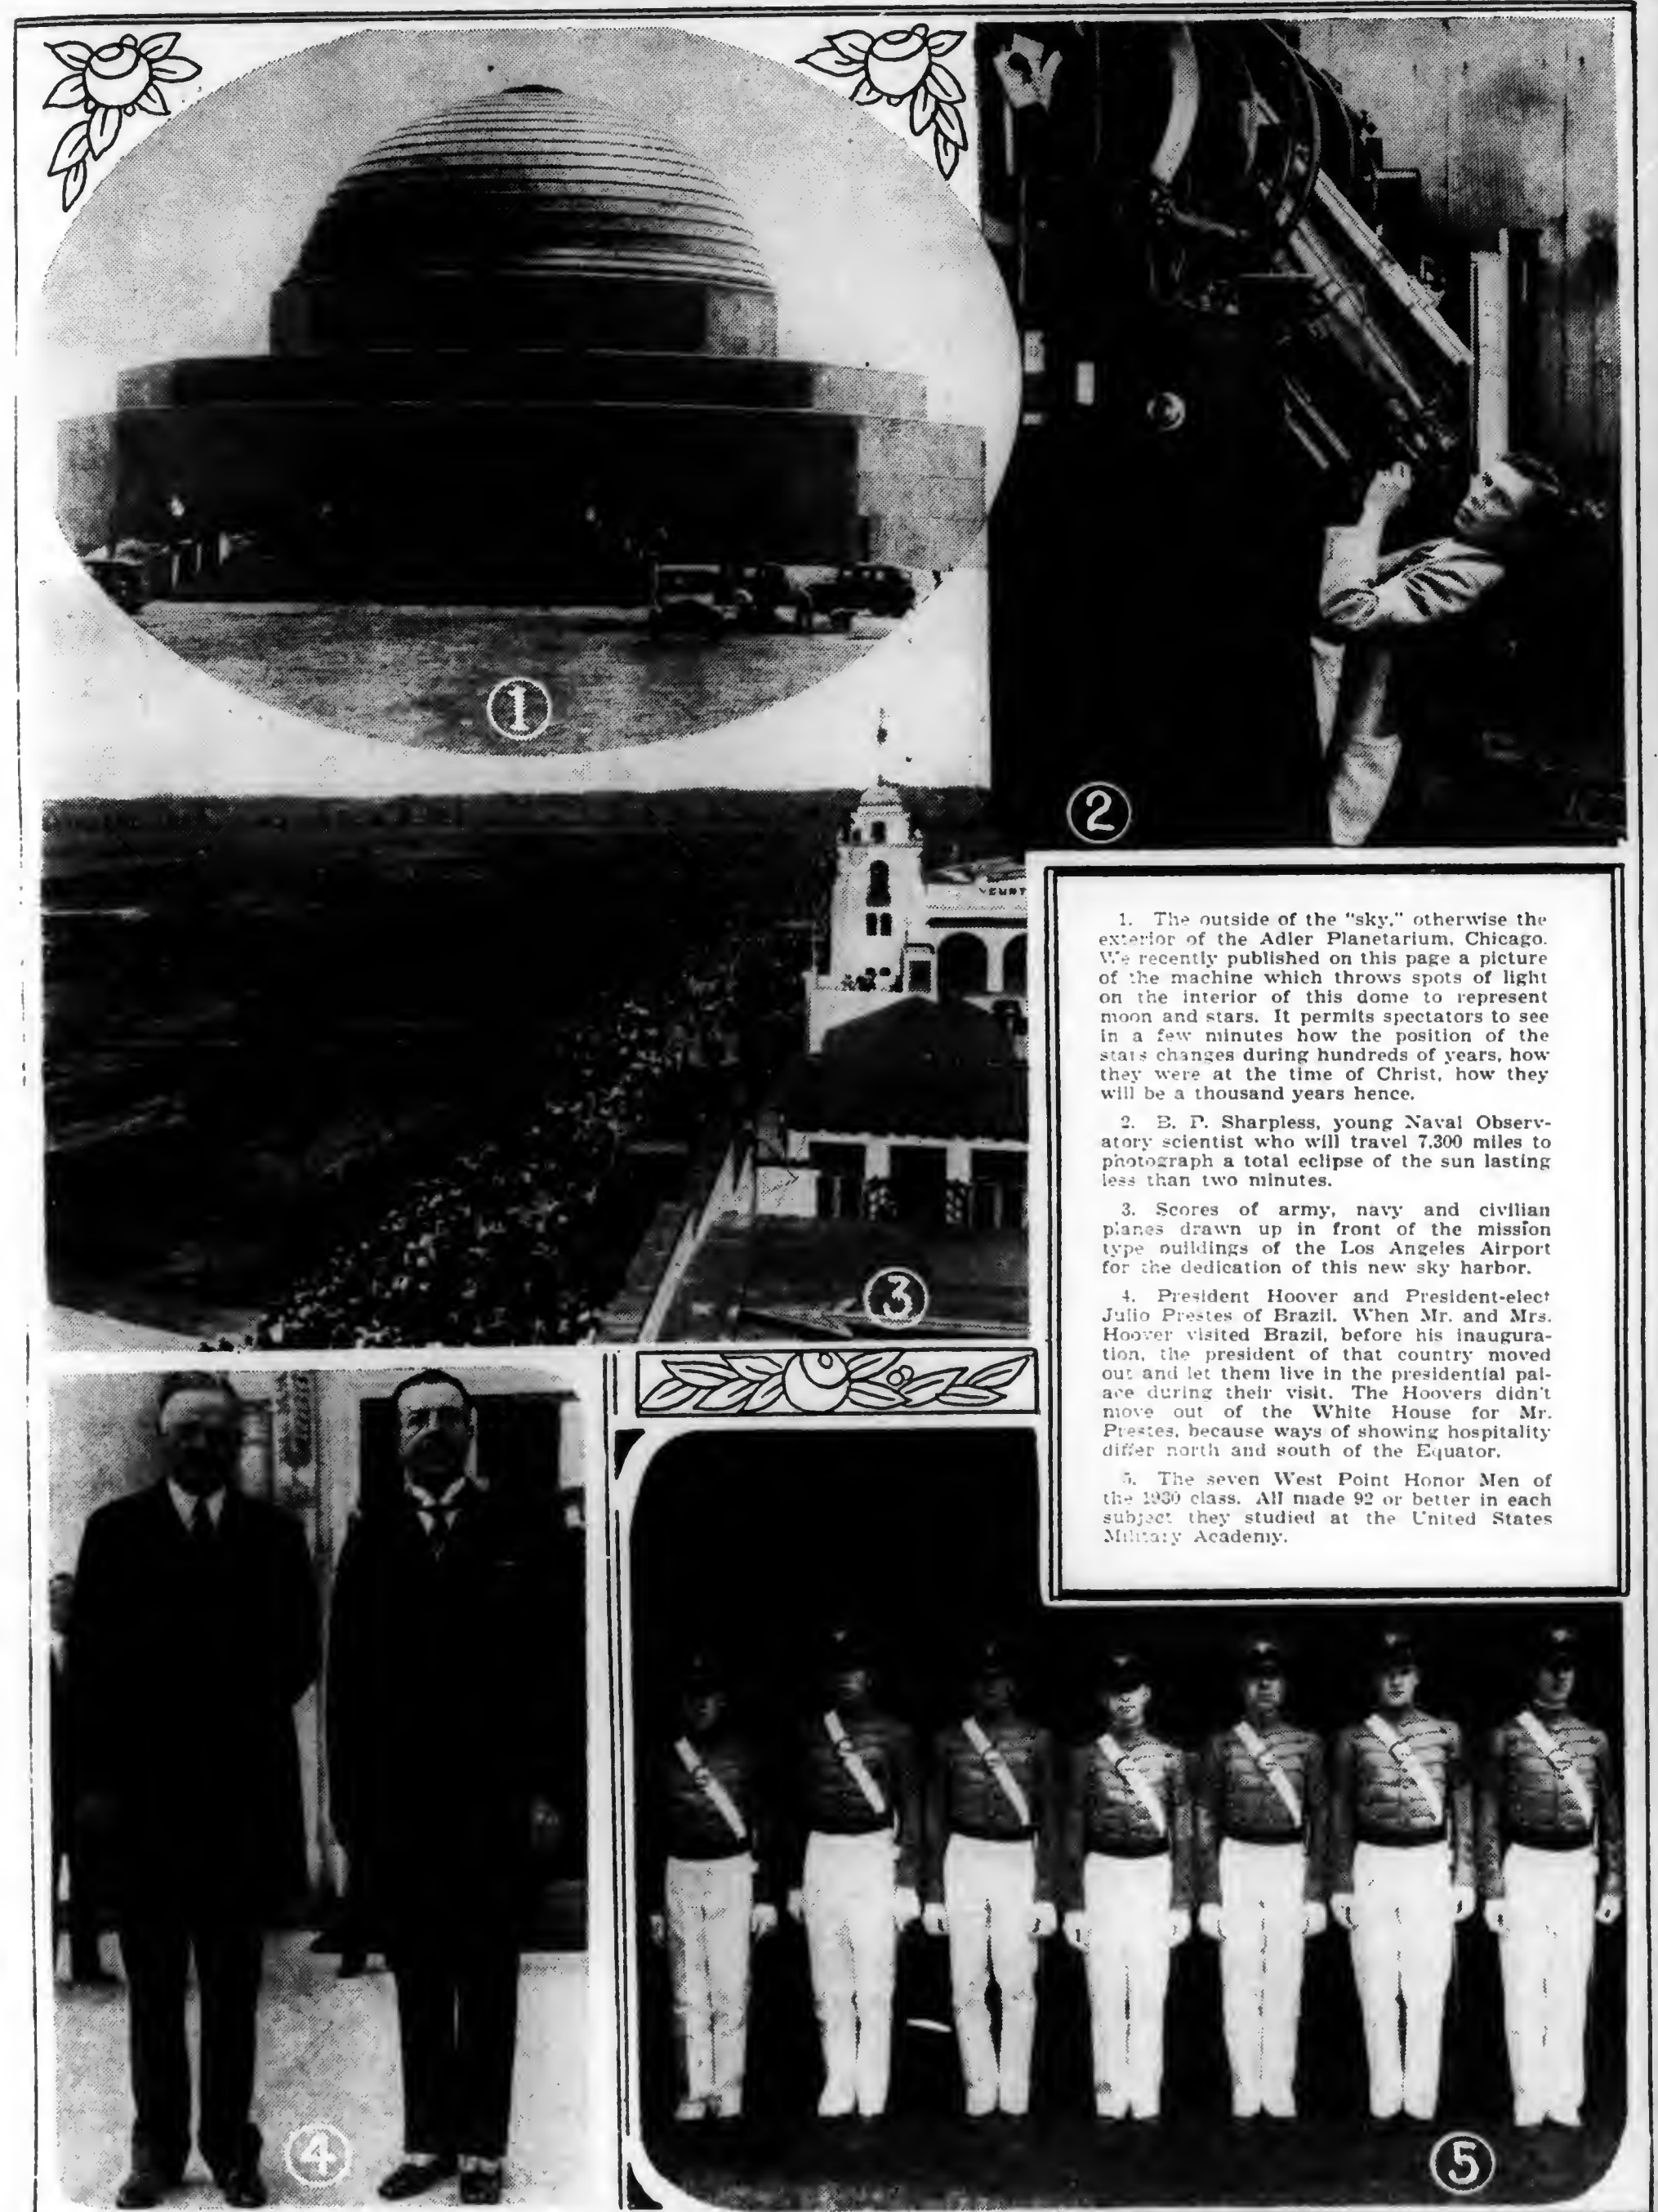 1
2
VCURT
3
1. The outside of the "sky," otherwise the
exterior of the Adler Planetarium, Chicago.
We recently published on this page a picture
of the machine which throws spots of light
on the interior of this dome to represent
moon and stars. It permits spectators to see
in a few minutes how the position of the
stars changes during hundreds of years, how
they were at the time of Christ, how they
will be a thousand years hence.
2. B. P. Sharpless, young Naval Observ-
atory scientist who will travel 7,300 miles to
photograph a total eclipse of the sun lasting
less than two minutes.
3. Scores of army, navy and civilian
planes drawn up in front of the mission
type buildings of the Los Angeles Airport
for the dedication of this new sky harbor.
4. President Hoover and President-elect
Julio Prestes of Brazil. When Mr. and Mrs.
Hoover visited Brazil, before his inaugura-
tion, the president of that country moved
out and let them live in the presidential pal-
ace during their visit. The Hoovers didn't
move out of the White House for Mr.
Prestes, because ways of showing hospitality
differ north and south of the Equator.
5. The seven West Point Honor Men of
the 1930 class. All made 92 or better in each
subject they studied at the United States
Military Academy.
4
5